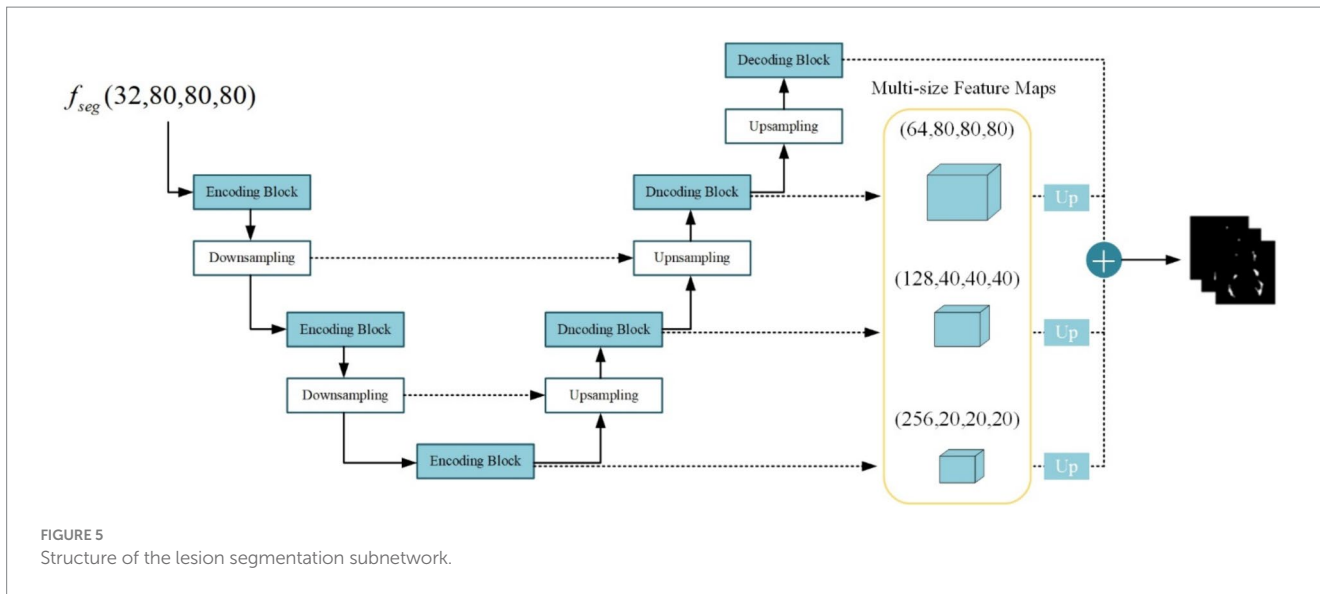 Decoding Block
f_seg(32,80,80,80)
Multi-size Feature Maps
Upsampling
(64,80,80,80)
Encoding Block
Dncoding Block
Up
Downsampling
Upnsampling
+
(128,40,40,40)
Encoding Block
Dncoding Block
Up
Downsampling
Upsampling
(256,20,20,20)
Encoding Block
Up
FIGURE 5
Structure of the lesion segmentation subnetwork.